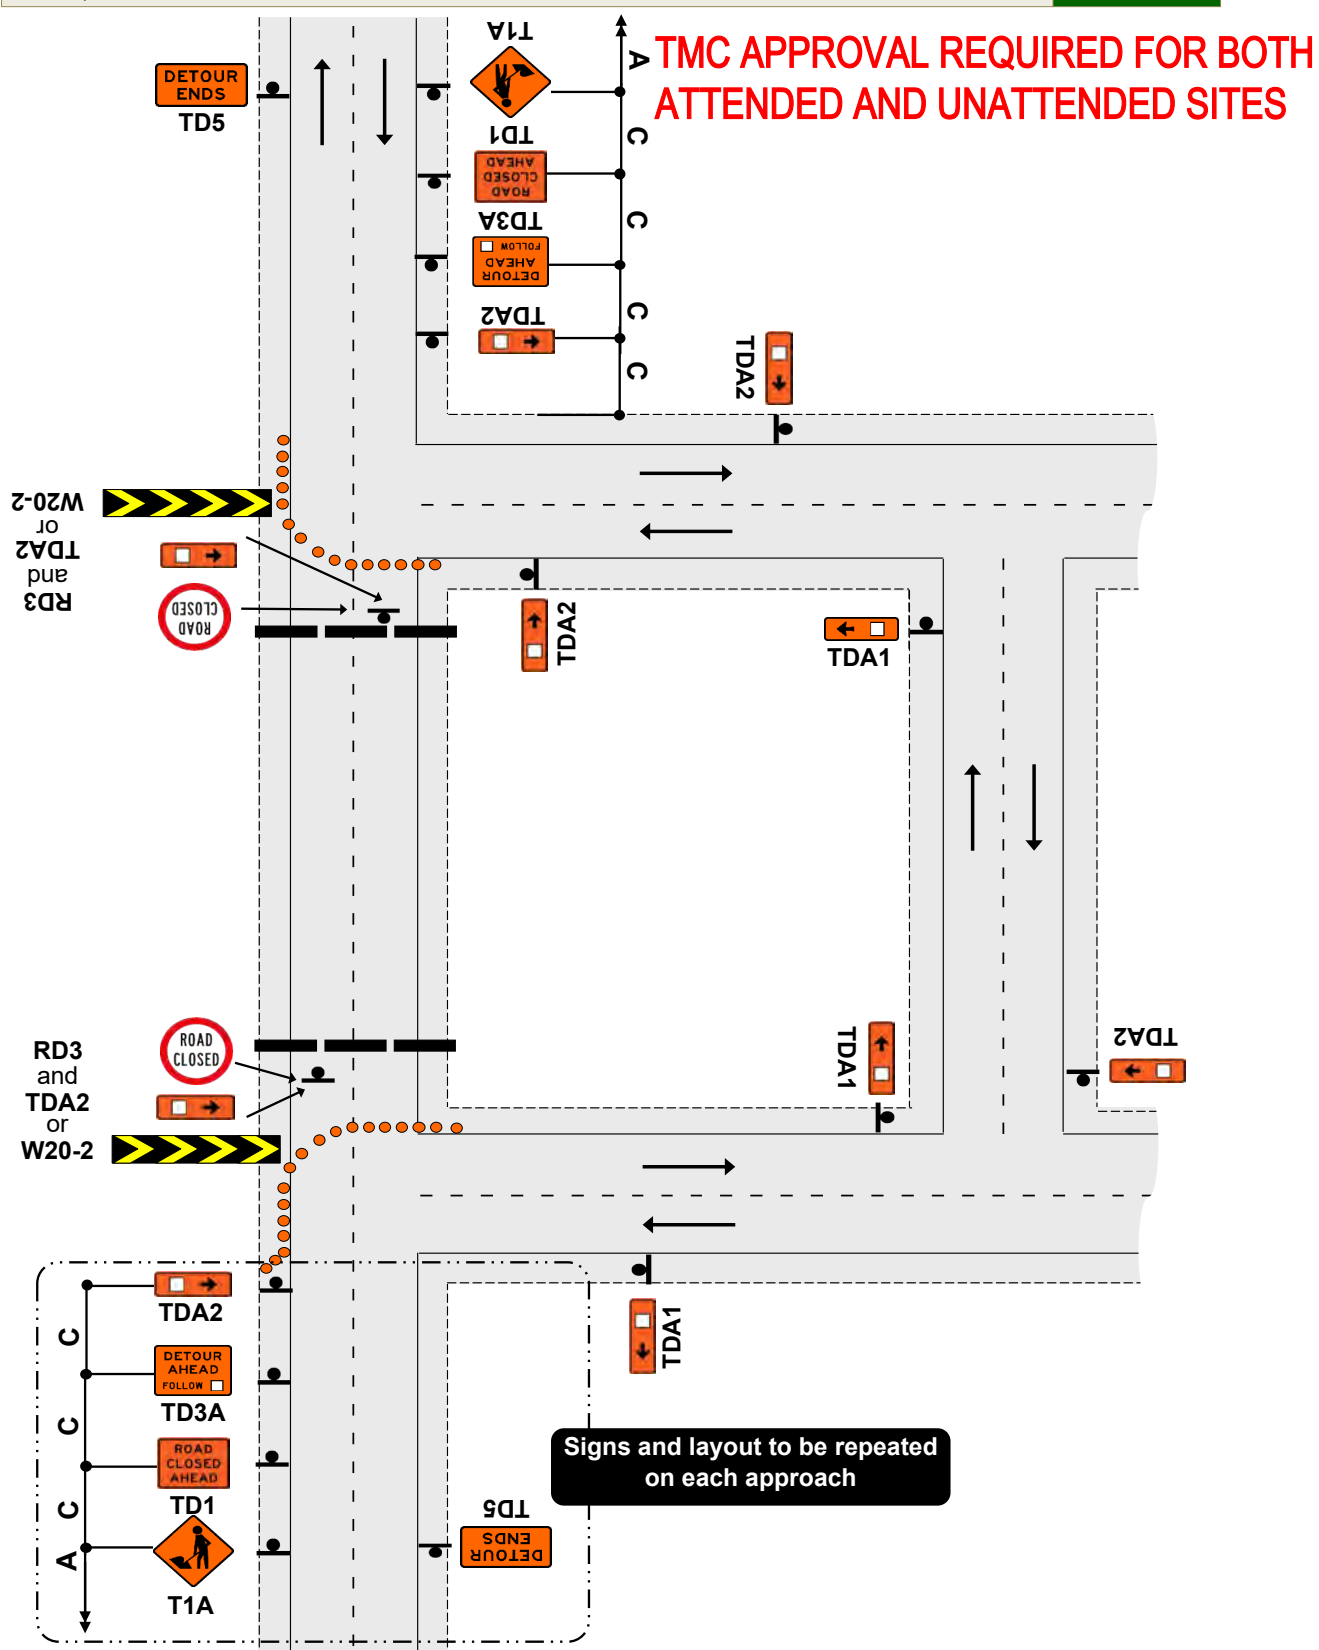 T1A
A
TMC APPROVAL REQUIRED FOR BOTH
ATTENDED AND UNATTENDED SITES
DETOUR
ENDS
TD5
C
TD1
ROAD
CLOSED
AHEAD
C
TD3A
DETOUR
AHEAD
FOLLOW
C
TDA2
C
TDA2
RD3
and
TDA2
or
W20-2
ROAD
CLOSED
TDA2
TDA1
RD3
and
TDA2
or
W20-2
ROAD
CLOSED
TDA1
TDA2
TDA2
C
DETOUR
AHEAD
FOLLOW
TD3A
C
ROAD
CLOSED
AHEAD
TD1
C
A
T1A
TDA1
Signs and layout to be repeated
on each approach
TD5
DETOUR
ENDS